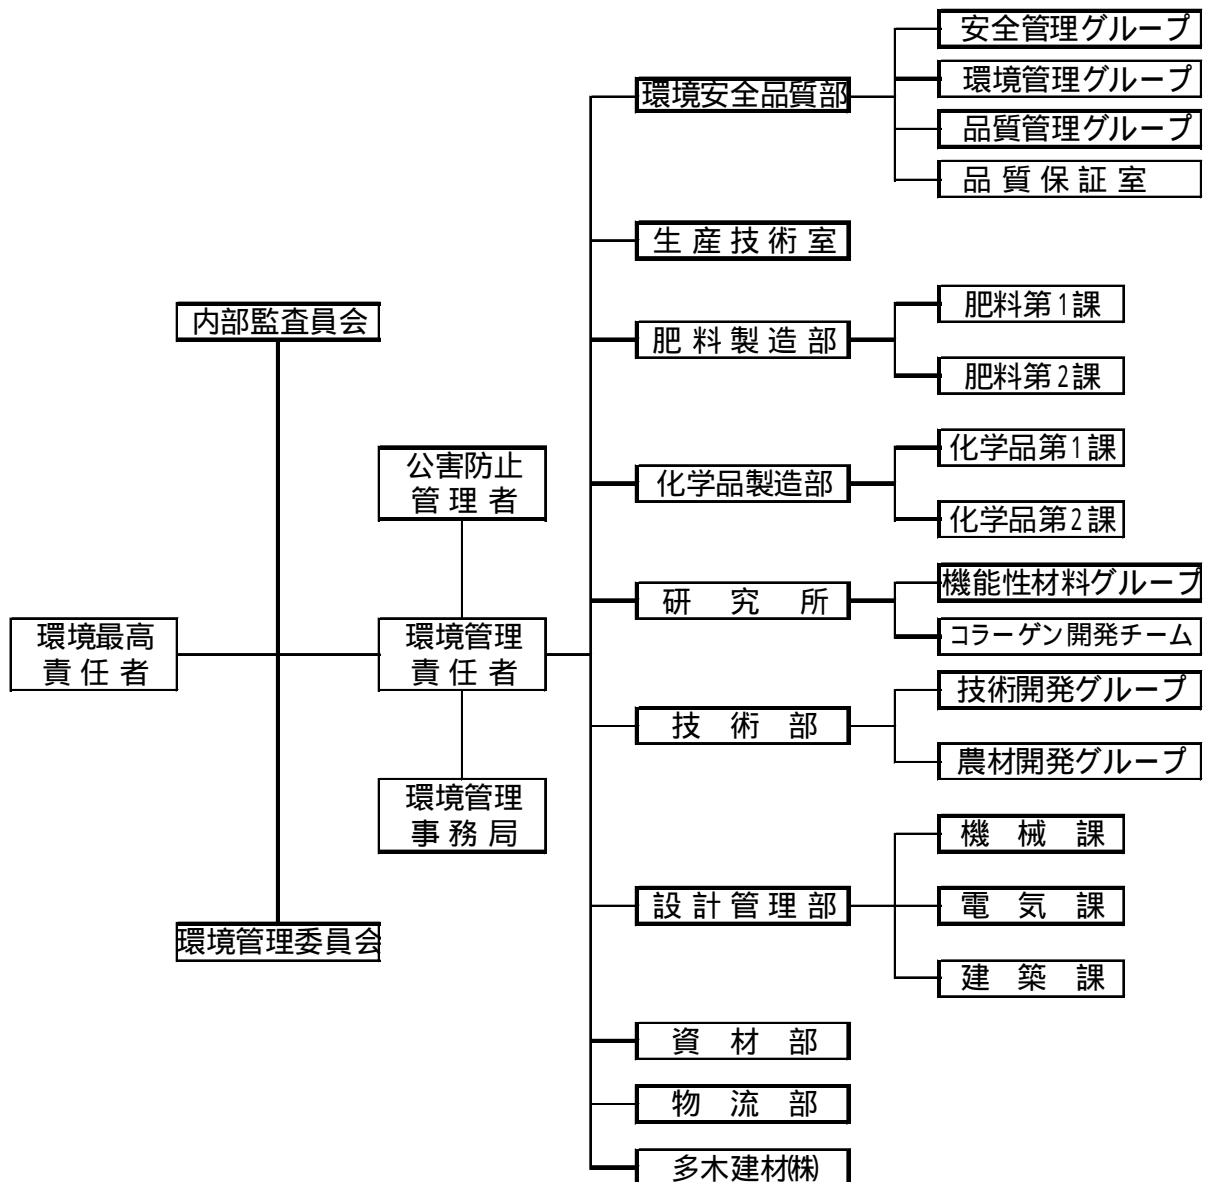 安全管理グループ
環境安全品質部
環境管理グループ
品質管理グループ
品質保証室
生産技術室
内部監査員会
肥料製造部
肥料第1課
肥料第2課
公害防止
管理者
化学品製造部
化学品第1課
化学品第2課
研究所
機能性材料グループ
コラーゲン開発チーム
環境最高
責任者
環境管理
責任者
技術部
技術開発グループ
農材開発グループ
環境管理
事務局
設計管理部
機械課
電気課
建築課
環境管理委員会
資材部
物流部
多木建材㈱